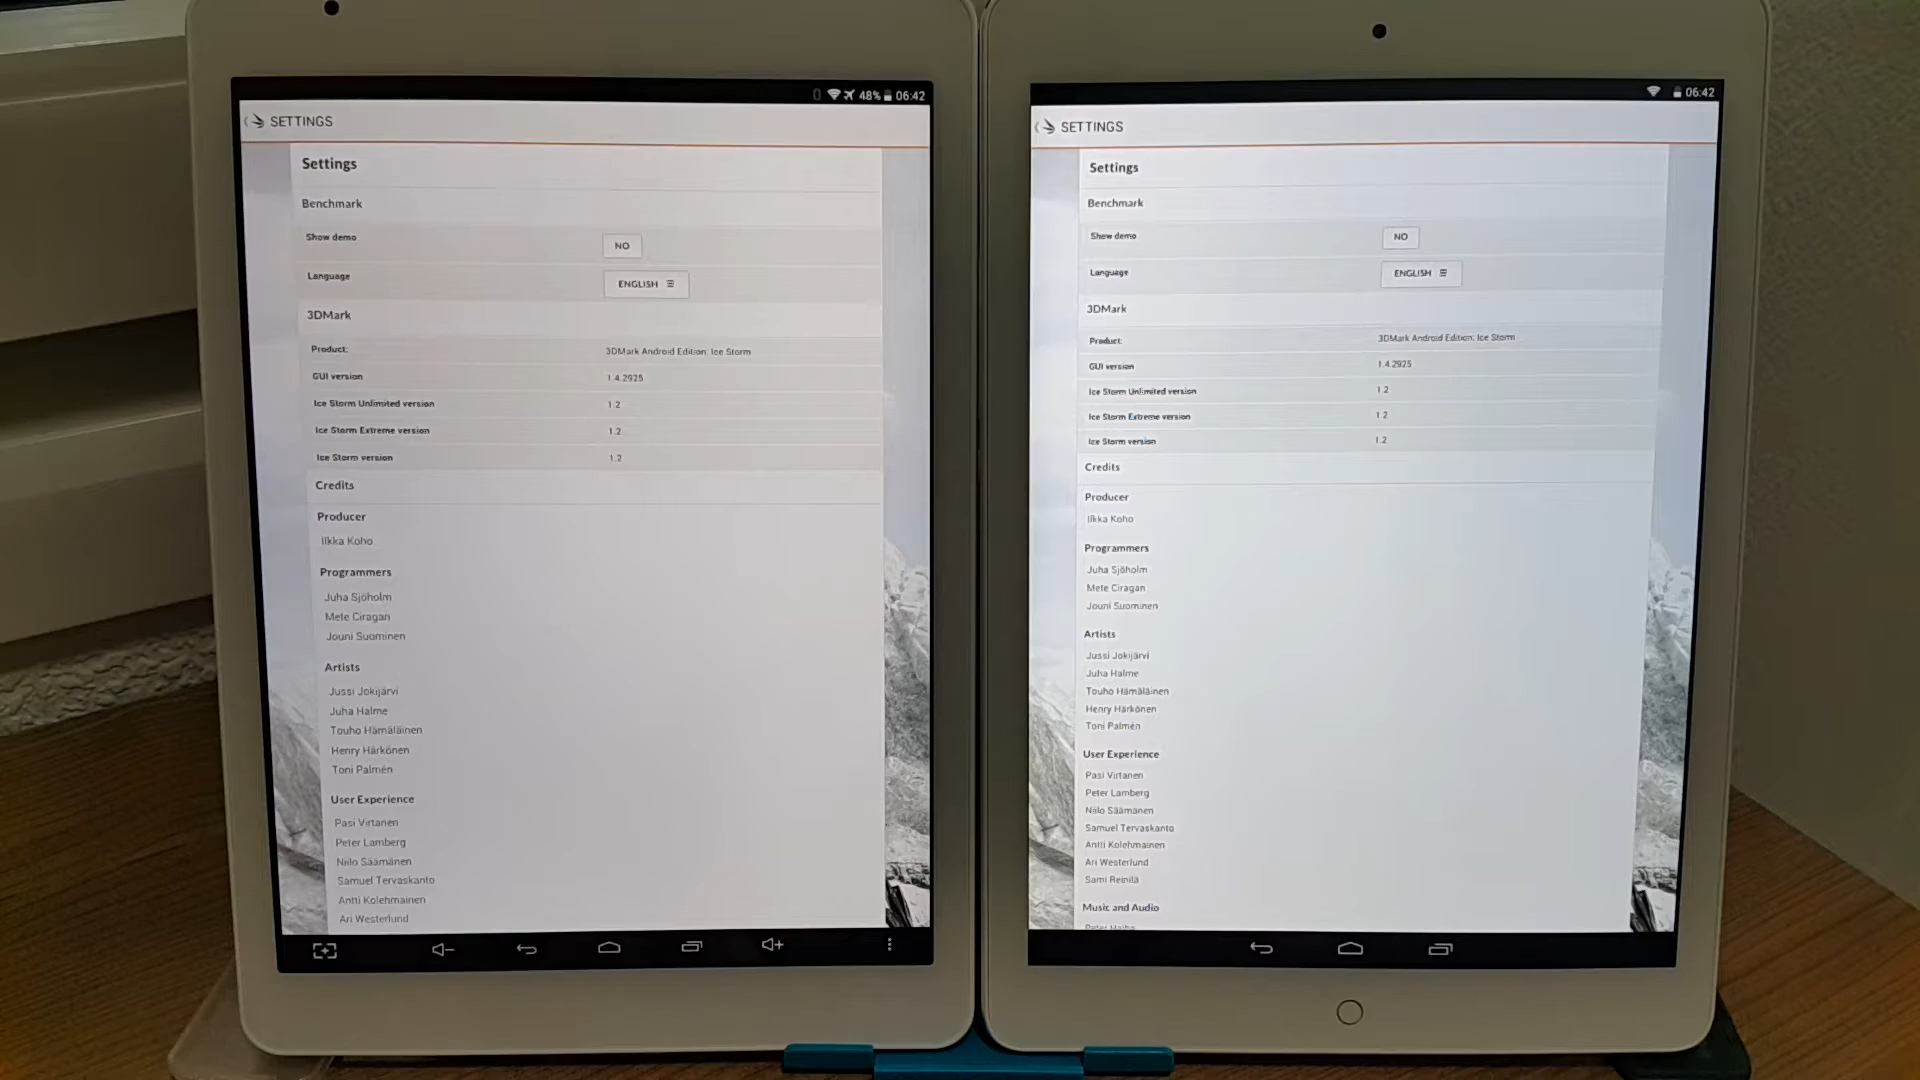 48% 06:42
SETTINGS
Settings
Benchmark
Show demo NO
Language ENGLISH
3DMark
Product: 3DMark Android Edition: Ice Storm
GUI version 1.4.2925
Ice Storm Unlimited version 1.2
Ice Storm Extreme version 1.2
Ice Storm version 1.2
Credits
Producer
Ilkka Koho
Programmers
Juha Sjöholm
Mete Ciragan
Jouni Suominen
Artists
Jussi Jokijärvi
Juha Halme
Touho Hämäläinen
Henry Härkönen
Toni Palmén
User Experience
Pasi Virtanen
Peter Lamberg
Niilo Säämänen
Samuel Tervaskanto
Antti Kolehmainen
Ari Westerlund
06:42
SETTINGS
Settings
Benchmark
Show demo NO
Language ENGLISH
3DMark
Product: 3DMark Android Edition: Ice Storm
GUI version 1.4.2925
Ice Storm Unlimited version 1.2
Ice Storm Extreme version 1.2
Ice Storm version 1.2
Credits
Producer
Ilkka Koho
Programmers
Juha Sjöholm
Mete Ciragan
Jouni Suominen
Artists
Jussi Jokijärvi
Juha Halme
Touho Hämäläinen
Henry Härkönen
Toni Palmén
User Experience
Pasi Virtanen
Peter Lamberg
Niilo Säämänen
Samuel Tervaskanto
Antti Kolehmainen
Ari Westerlund
Sami Reinilä
Music and Audio